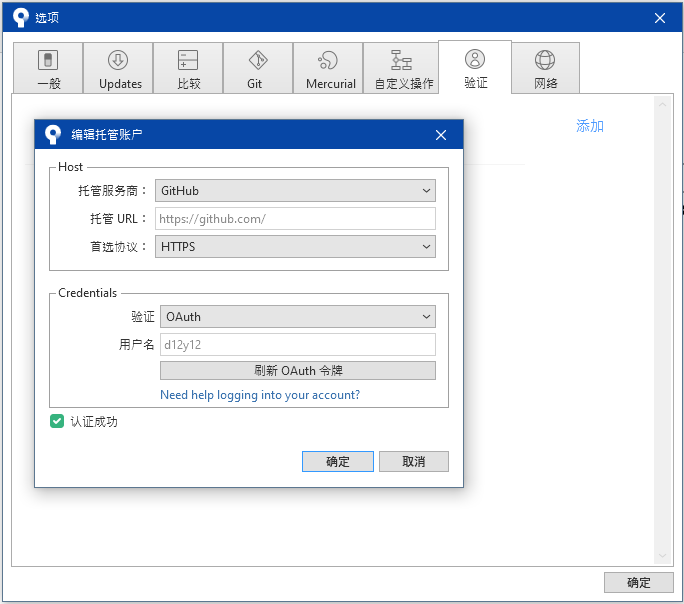 选项
一般
Updates
比较
Git
Mercurial
自定义操作
验证
网络
添加
编辑托管账户
Host
托管服务商：
GitHub
托管 URL：
https://github.com/
首选协议：
HTTPS
Credentials
验证
OAuth
用户名
d12y12
刷新 OAuth 令牌
Need help logging into your account?
认证成功
确定
取消
确定